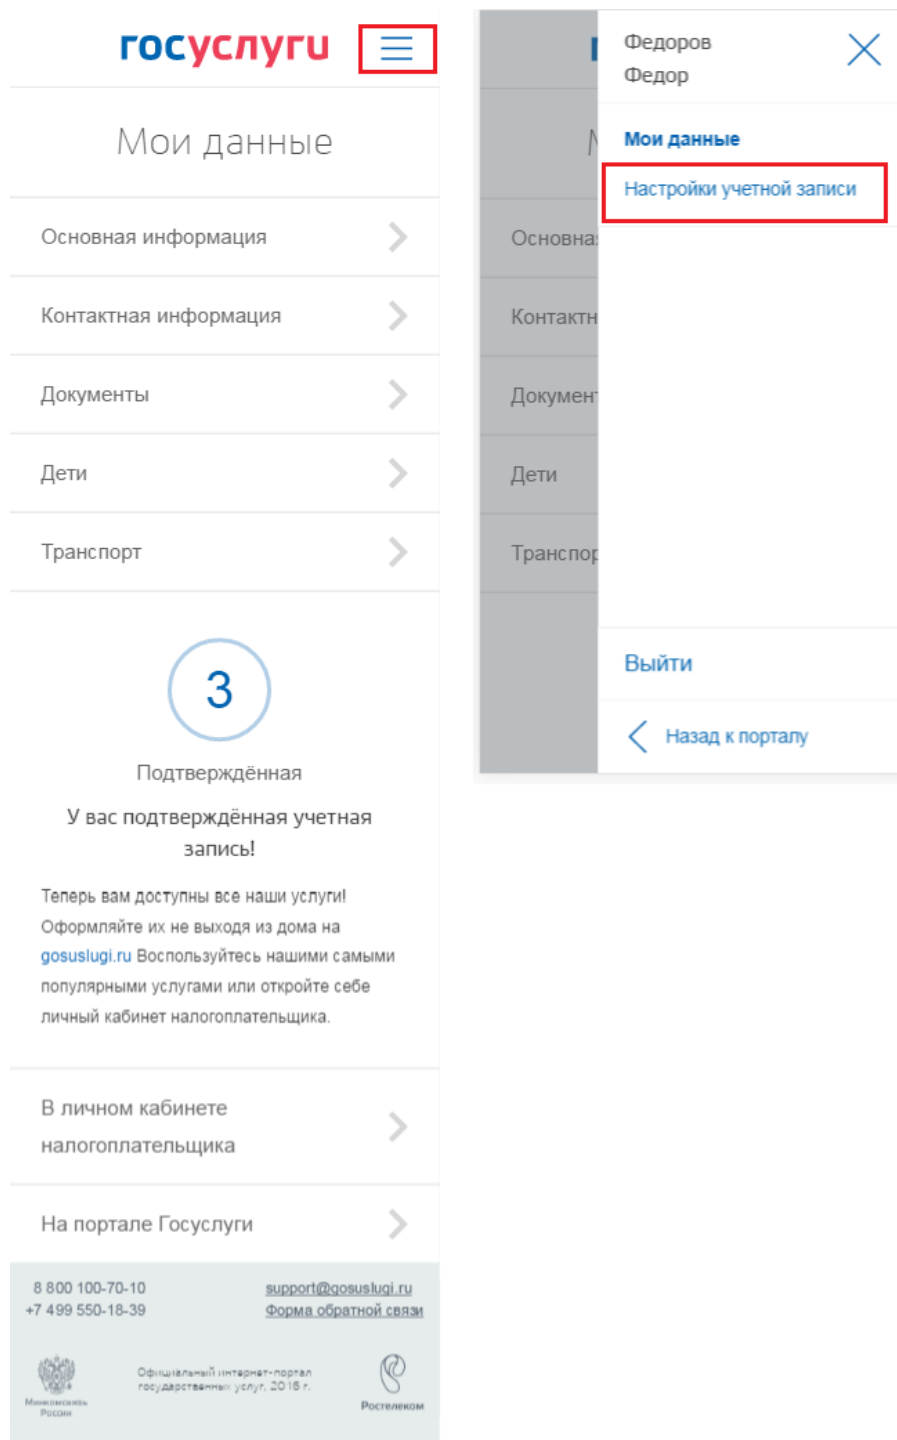 госуслуги
Мои данные
Основная информация
Контактная информация
Документы
Дети
Транспорт
3
Подтверждённая
У вас подтверждённая учетная
запись!
Теперь вам доступны все наши услуги!
Оформляйте их не выходя из дома на
gosuslugi.ru Воспользуйтесь нашими самыми
популярными услугами или откройте себе
личный кабинет налогоплательщика.
В личном кабинете
налогоплательщика
На портале Госуслуги
8 800 100-70-10
+7 499 550-18-39
support@gosuslugi.ru
Форма обратной связи
Минкомсвязь
России
Официальный интернет-портал
государственных услуг, 2016 г.
Ростелеком
Федоров
Федор
Мои данные
Настройки учетной записи
Основна
Контактн
Докумен
Дети
Транспор
Выйти
Назад к порталу